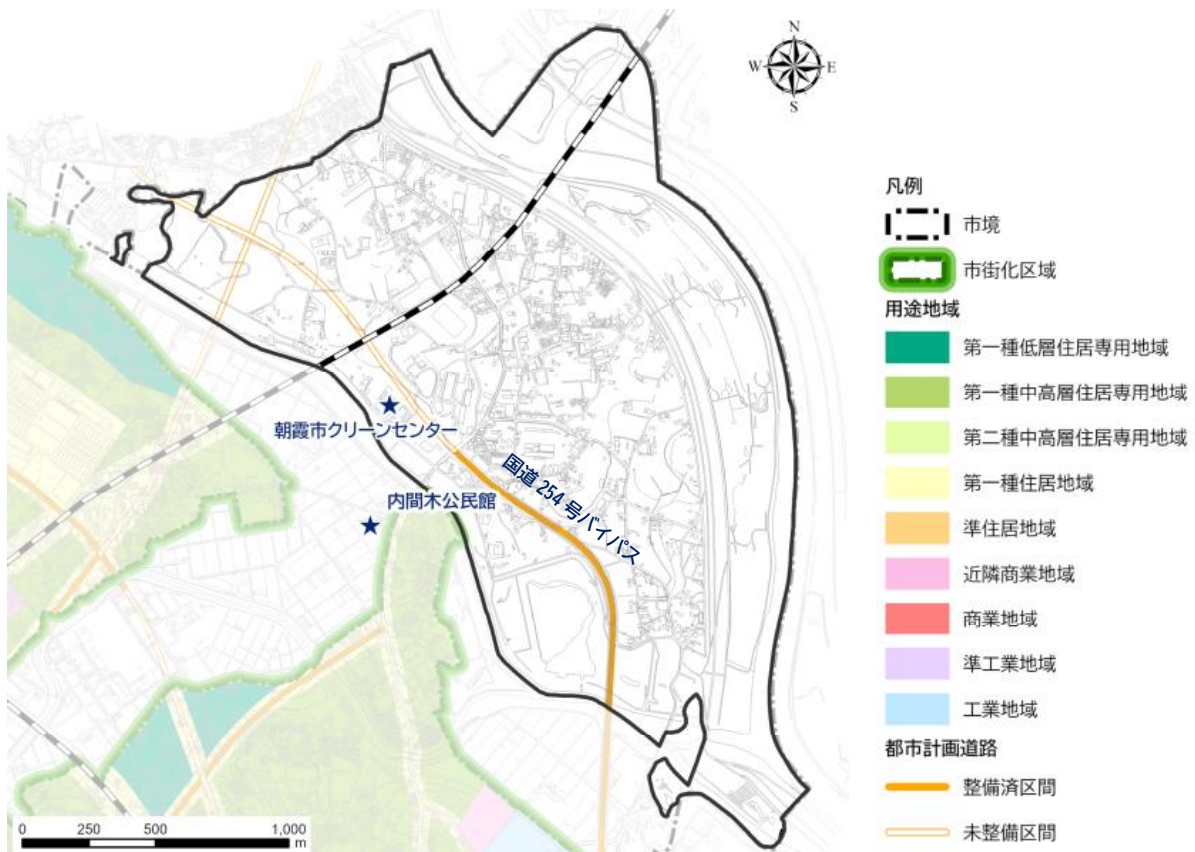 N
W
E
S
凡例
市境
市街化区域
用途地域
第一種低層住居専用地域
第一種中高層住居専用地域
第二種中高層住居専用地域
第一種住居地域
準住居地域
近隣商業地域
商業地域
準工業地域
工業地域
都市計画道路
整備済区間
未整備区間
朝霞市クリーンセンター
内間木公民館
国道254号バイパス
0 250 500 1,000
m